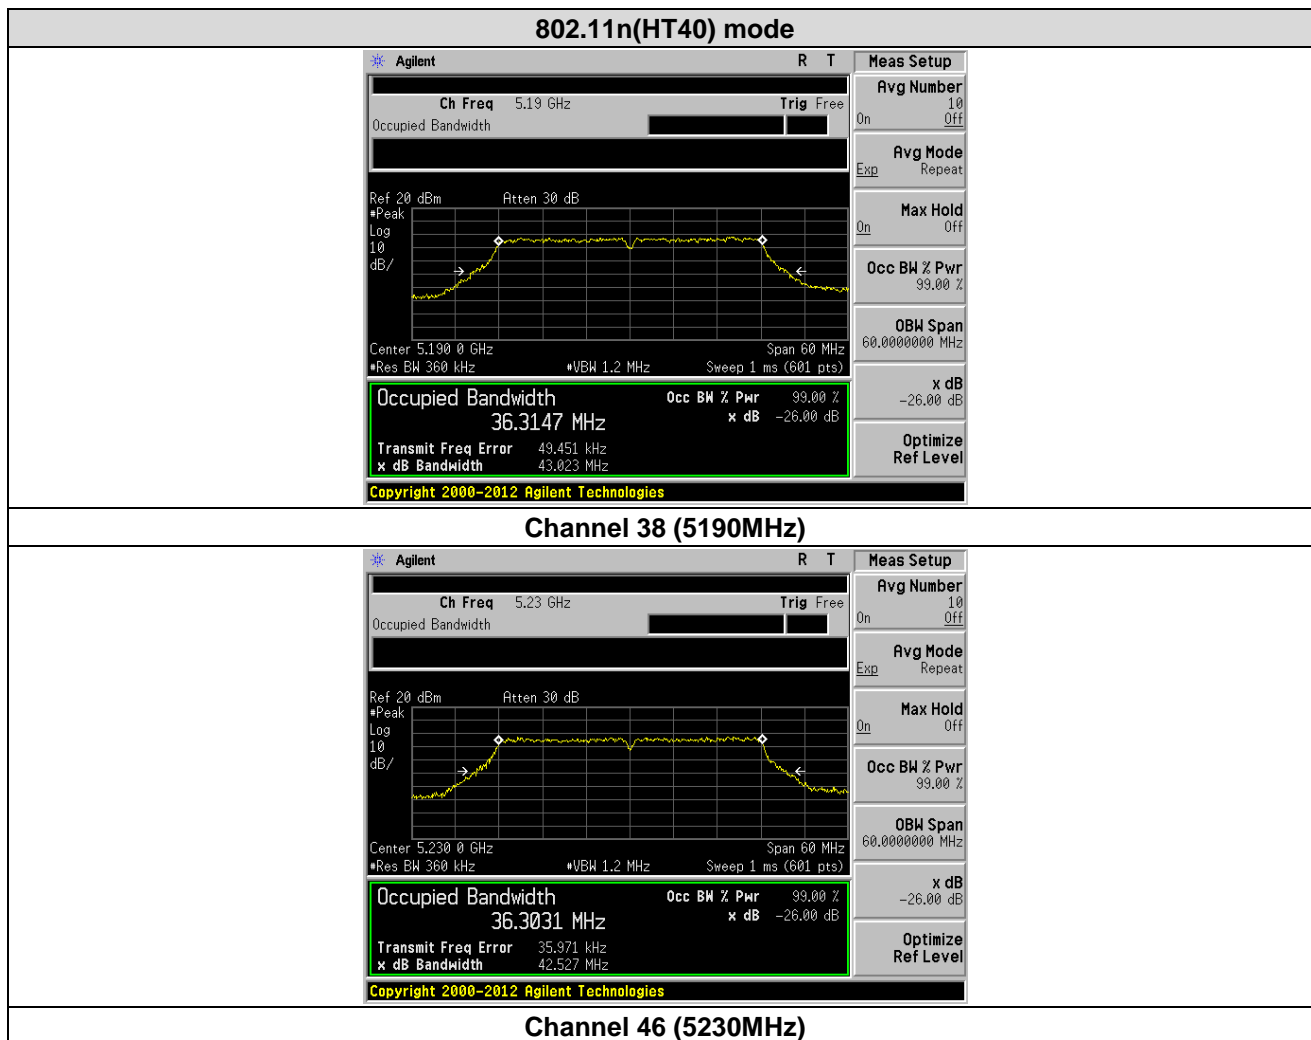 802.11n(HT40) mode
Agilent R T Meas Setup
Ch Freq 5.19 GHz Trig Free
Occupied Bandwidth
Avg Number
10
On Off
Avg Mode
Exp Repeat
Ref 20 dBm Atten 30 dB
#Peak
Log
10
dB/
Max Hold
On Off
Occ BW % Pwr
99.00 %
OBW Span
60.0000000 MHz
Center 5.190 0 GHz Span 60 MHz
#Res BW 360 kHz #VBW 1.2 MHz Sweep 1 ms (601 pts)
x dB
-26.00 dB
Occupied Bandwidth Occ BW % Pwr 99.00 %
36.3147 MHz x dB -26.00 dB
Transmit Freq Error 49.451 kHz
x dB Bandwidth 43.023 MHz
Optimize
Ref Level
Copyright 2000-2012 Agilent Technologies
Channel 38 (5190MHz)
Agilent R T Meas Setup
Ch Freq 5.23 GHz Trig Free
Occupied Bandwidth
Avg Number
10
On Off
Avg Mode
Exp Repeat
Ref 20 dBm Atten 30 dB
#Peak
Log
10
dB/
Max Hold
On Off
Occ BW % Pwr
99.00 %
OBW Span
60.0000000 MHz
Center 5.230 0 GHz Span 60 MHz
#Res BW 360 kHz #VBW 1.2 MHz Sweep 1 ms (601 pts)
x dB
-26.00 dB
Occupied Bandwidth Occ BW % Pwr 99.00 %
36.3031 MHz x dB -26.00 dB
Transmit Freq Error 35.971 kHz
x dB Bandwidth 42.527 MHz
Optimize
Ref Level
Copyright 2000-2012 Agilent Technologies
Channel 46 (5230MHz)